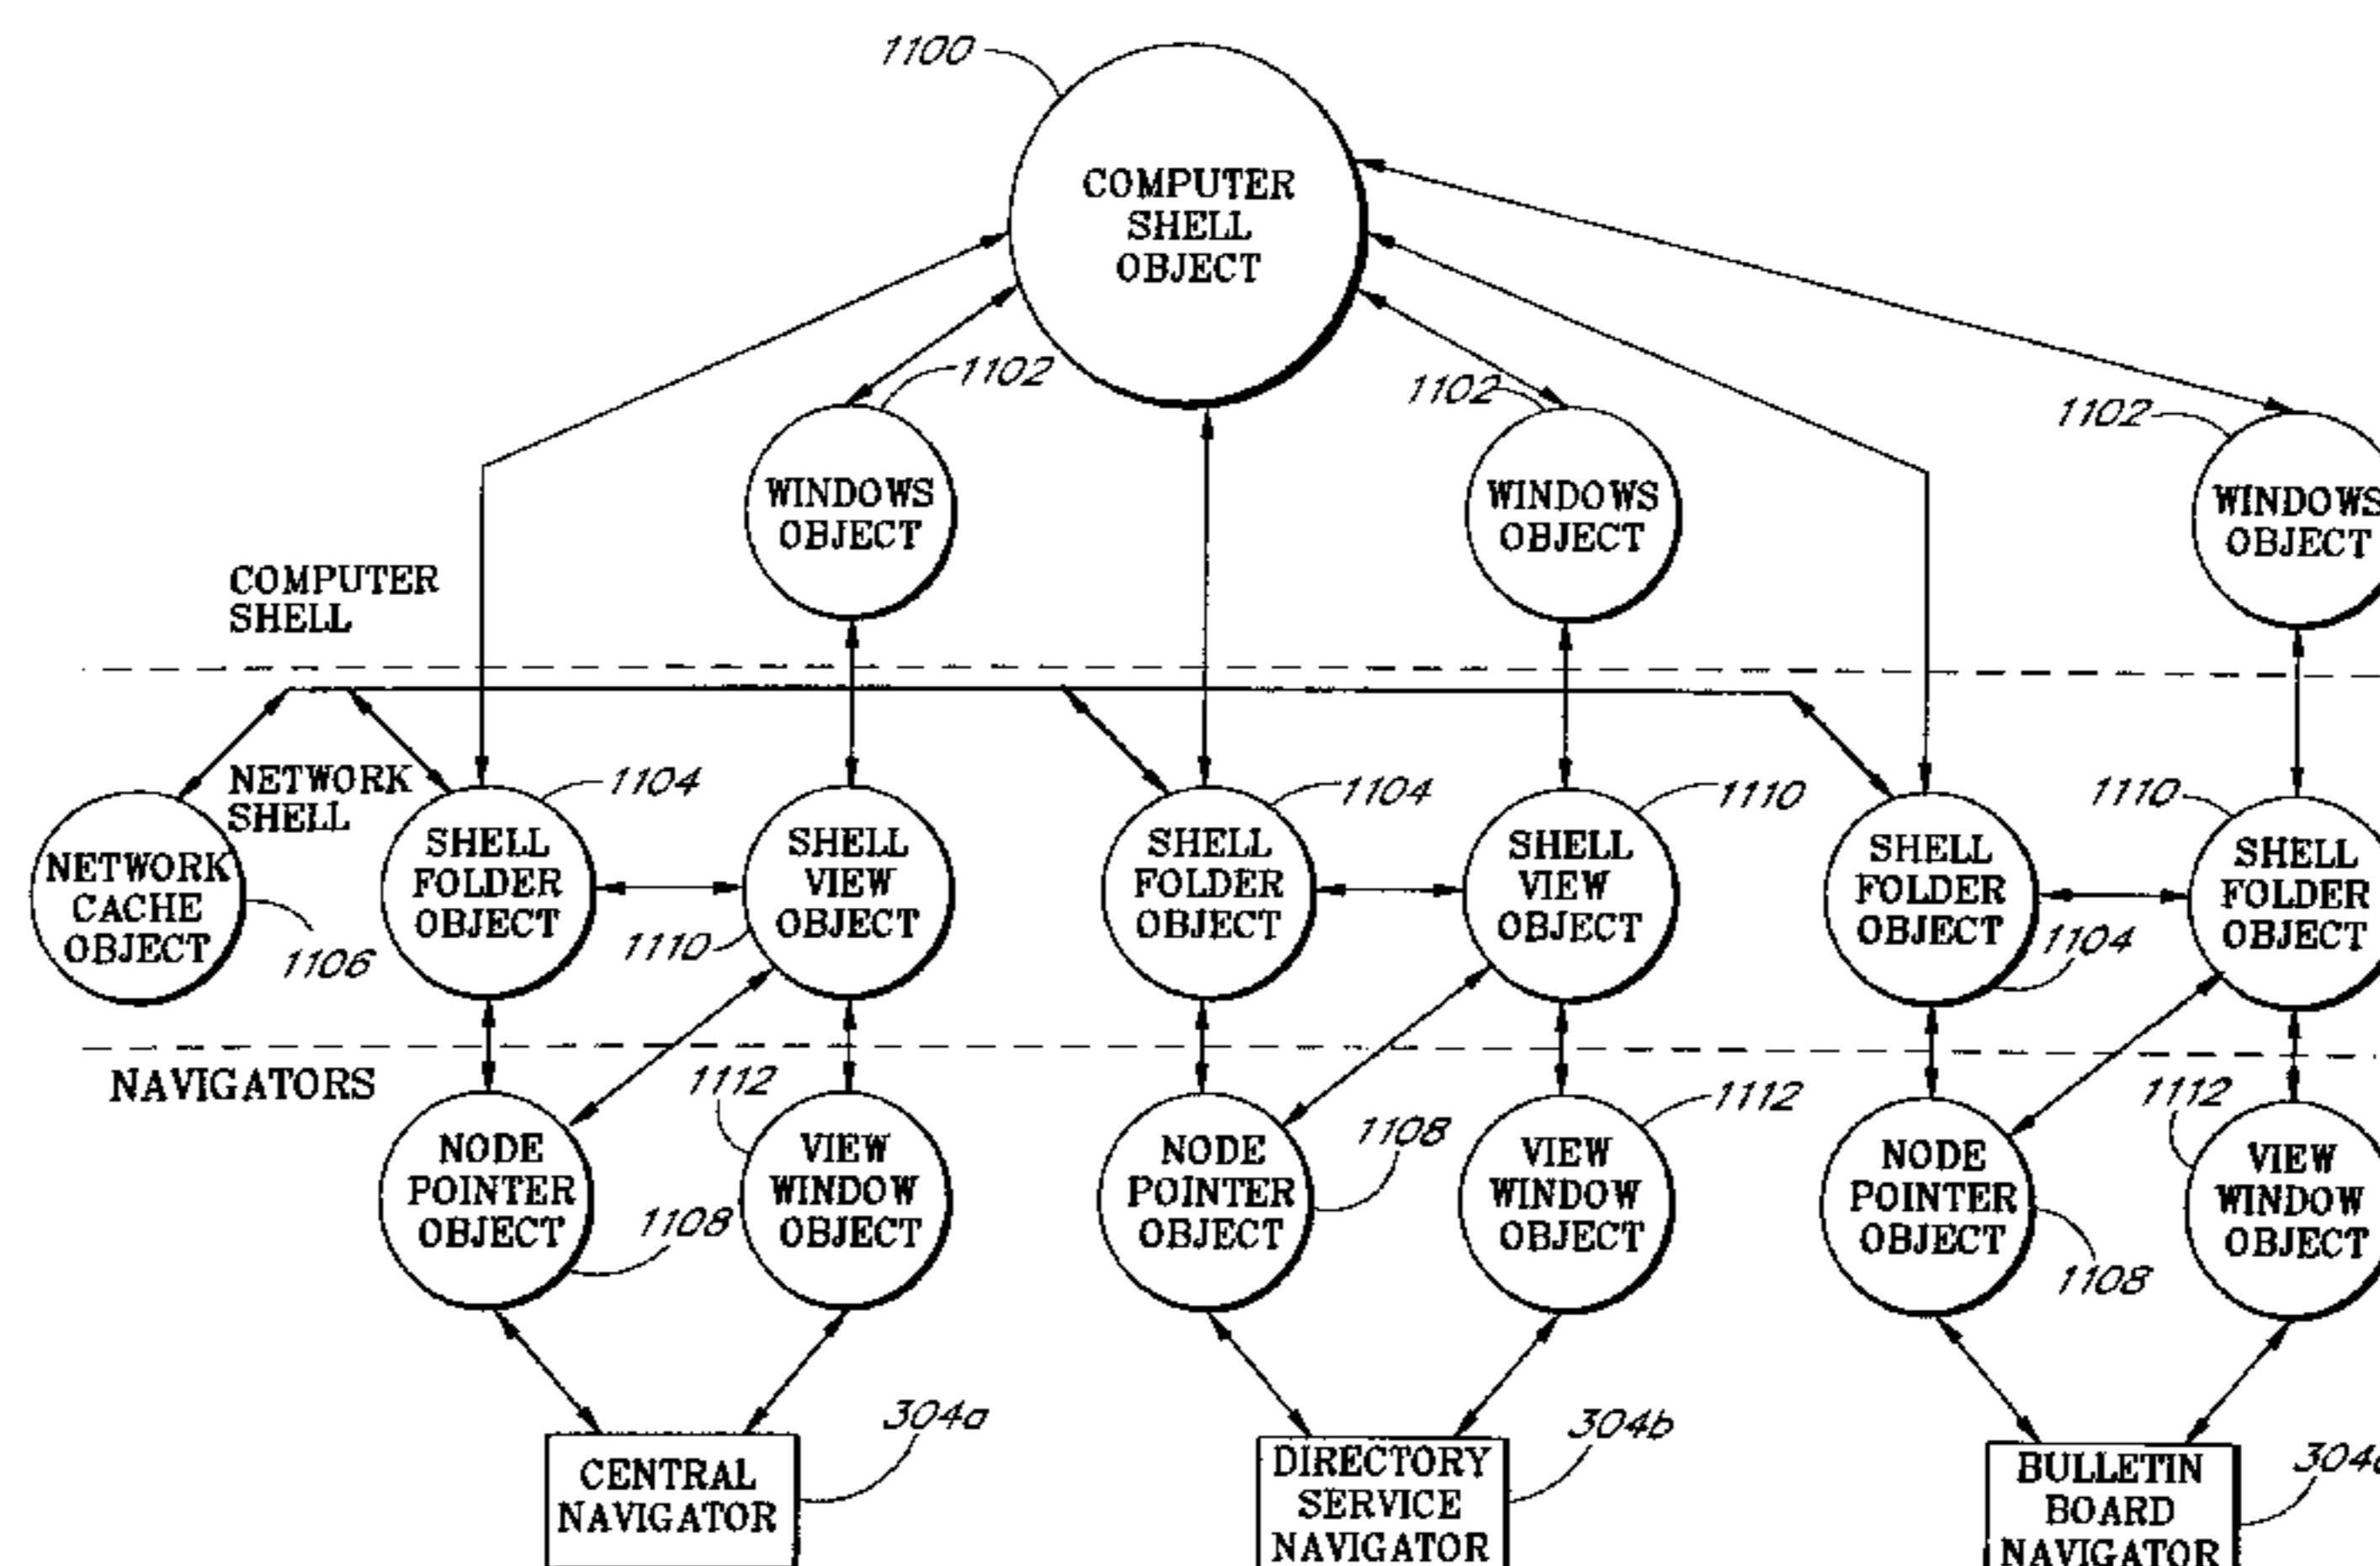 1100
COMPUTER
SHELL
OBJECT
1102
1102
1102
WINDOWS
OBJECT
WINDOWS
OBJECT
WINDOWS
OBJECT
COMPUTER
SHELL
NETWORK
SHELL
1104
1104
1110
1110
NETWORK
CACHE
OBJECT
1106
SHELL
FOLDER
OBJECT
1110
SHELL
VIEW
OBJECT
SHELL
FOLDER
OBJECT
SHELL
VIEW
OBJECT
SHELL
FOLDER
OBJECT
1104
SHELL
FOLDER
OBJECT
NAVIGATORS
1112
1112
1112
NODE
POINTER
OBJECT
1108
VIEW
WINDOW
OBJECT
NODE
POINTER
OBJECT
1108
VIEW
WINDOW
OBJECT
NODE
POINTER
OBJECT
1108
VIEW
WINDOW
OBJECT
304a
304b
CENTRAL
NAVIGATOR
DIRECTORY
SERVICE
NAVIGATOR
BULLETIN
BOARD
NAVIGATOR